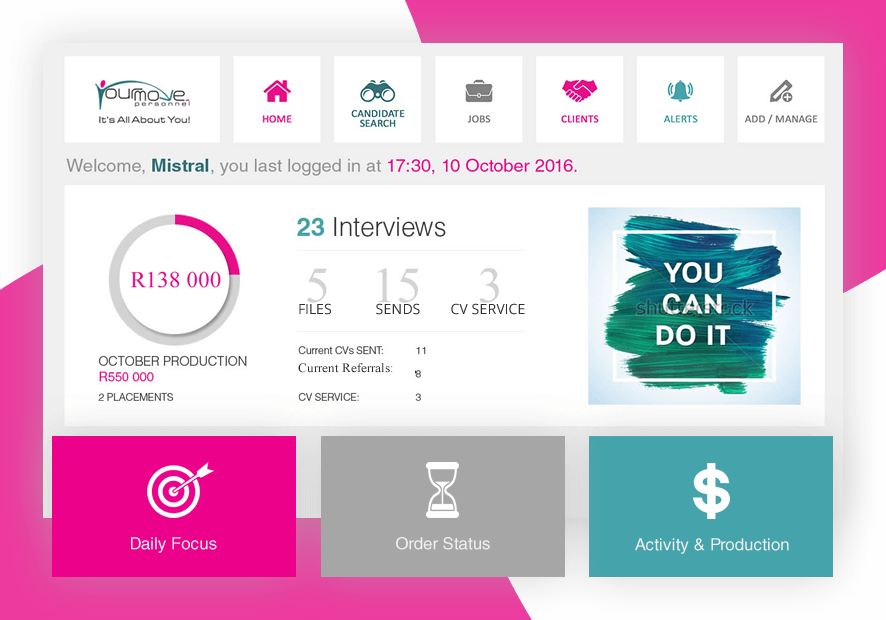 Yourmove
personnel
It's All About You!
HOME
CANDIDATE
SEARCH
JOBS
CLIENTS
ALERTS
ADD / MANAGE
Welcome, Mistral, you last logged in at 17:30, 10 October 2016.
R138 000
OCTOBER PRODUCTION
R550 000
2 PLACEMENTS
23 Interviews
5 15 3
FILES SENDS CV SERVICE
Current CVs SENT: 11
Current Referrals: '8
CV SERVICE: 3
YOU
CAN
shutterstock
DO IT
Daily Focus
Order Status
$
Activity & Production